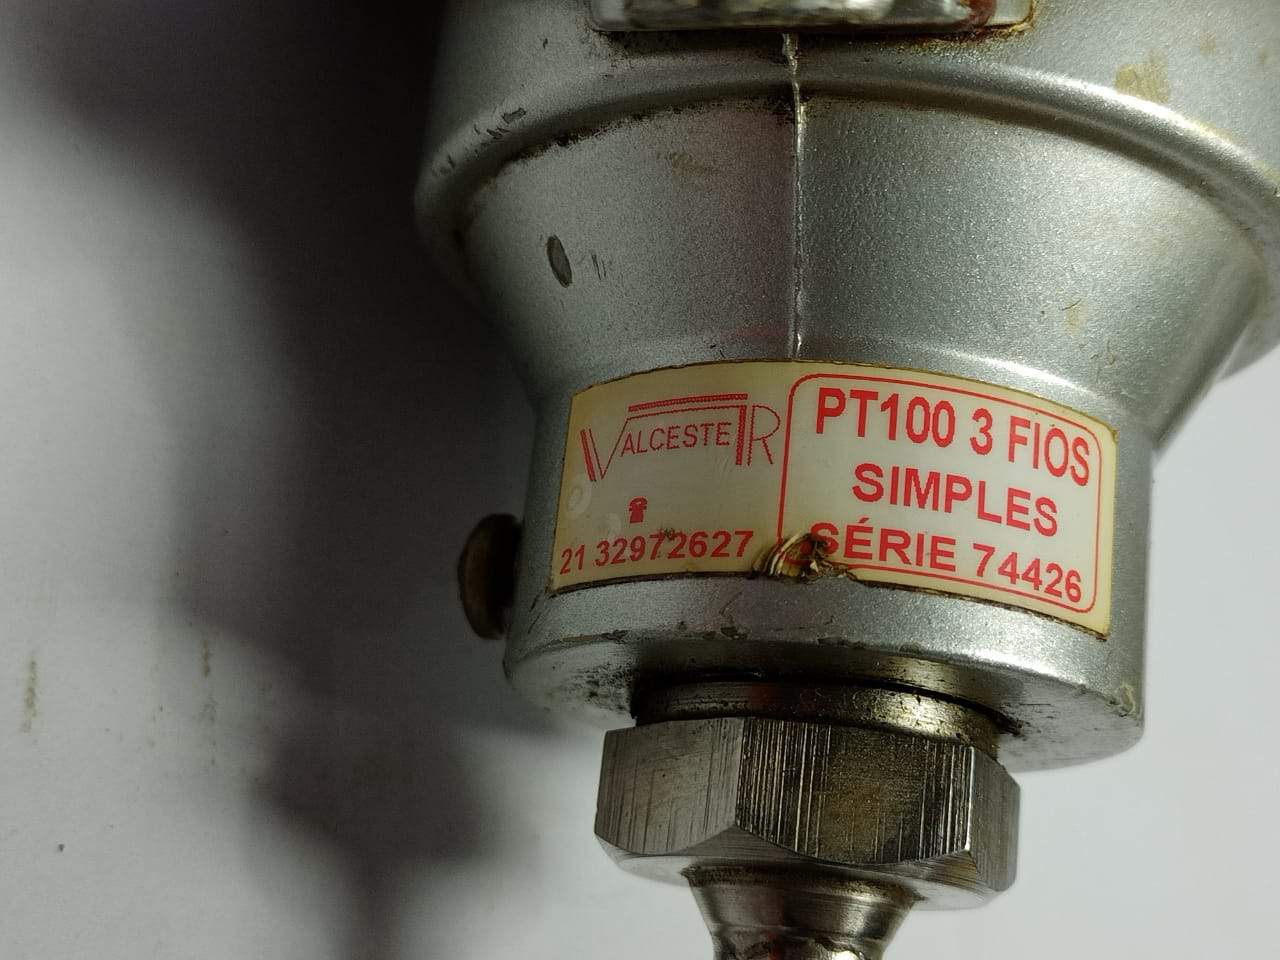 VALCESTER
21 32972627
PT100 3 FIOS
SIMPLES
SÉRIE 74426